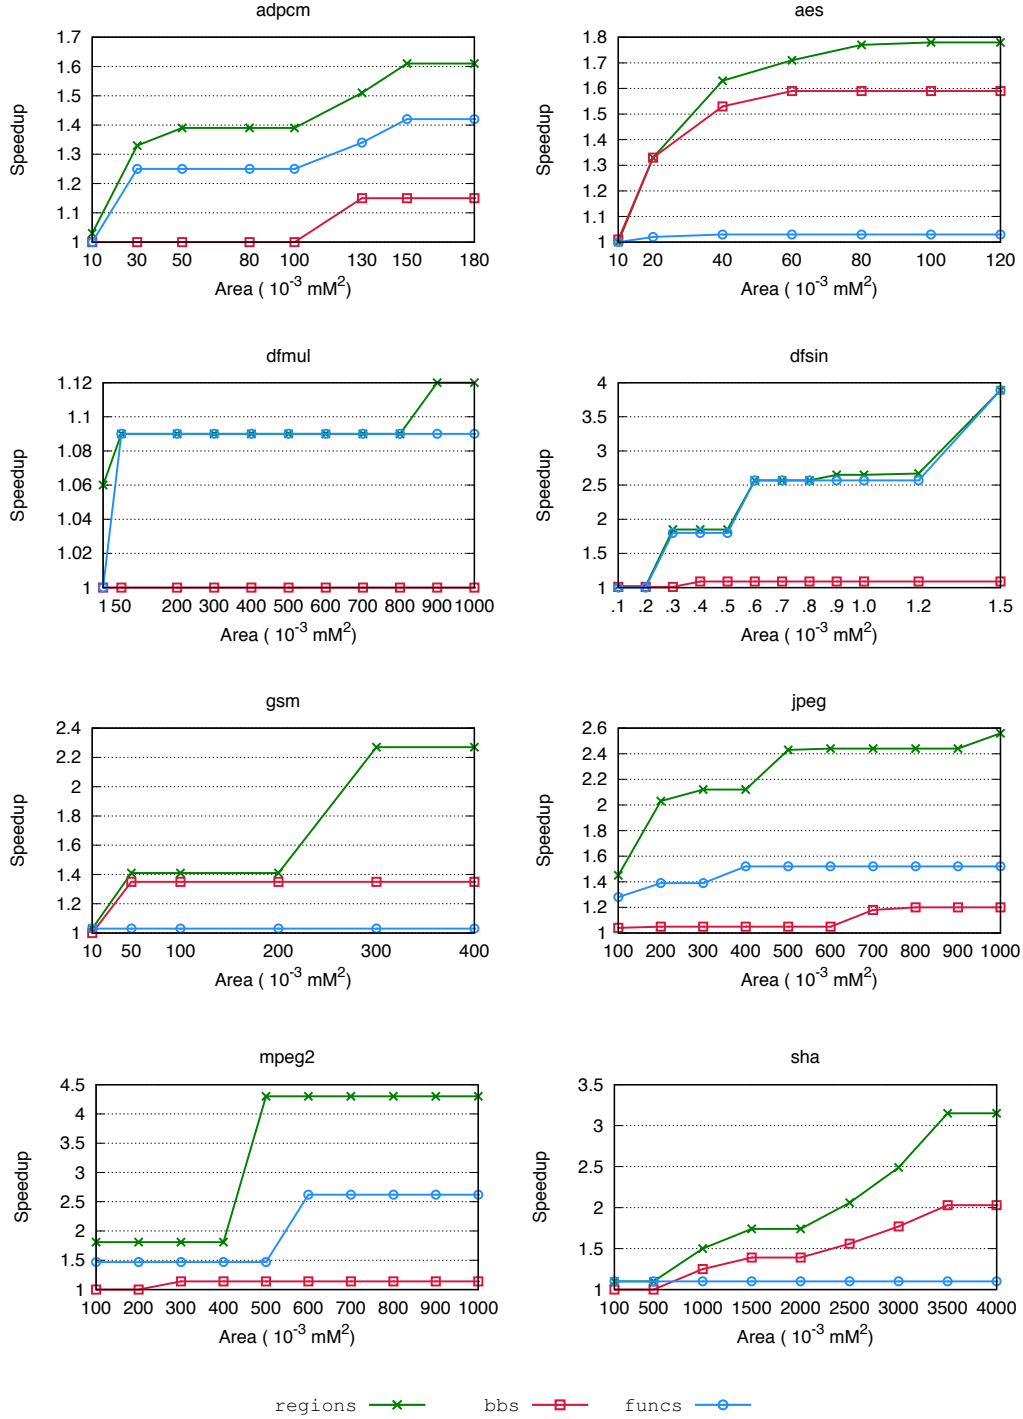 adpcm
1.7
1.6
1.5
1.4
1.3
1.2
1.1
1
Speedup
10 30 50 80 100 130 150 180
Area ( 10-3 mM2)
aes
1.8
1.7
1.6
1.5
1.4
1.3
1.2
1.1
1
Speedup
10 20 40 60 80 100 120
Area ( 10-3 mM2)
dfmul
1.12
1.1
1.08
1.06
1.04
1.02
1
Speedup
1 50 200 300 400 500 600 700 800 900 1000
Area ( 10-3 mM2)
dfsin
4
3.5
3
2.5
2
1.5
1
Speedup
.1 .2 .3 .4 .5 .6 .7 .8 .9 1.0 1.2 1.5
Area ( 10-3 mM2)
gsm
2.4
2.2
2
1.8
1.6
1.4
1.2
1
Speedup
10 50 100 200 300 400
Area ( 10-3 mM2)
jpeg
2.6
2.4
2.2
2
1.8
1.6
1.4
1.2
1
Speedup
100 200 300 400 500 600 700 800 900 1000
Area ( 10-3 mM2)
mpeg2
4.5
4
3.5
3
2.5
2
1.5
1
Speedup
100 200 300 400 500 600 700 800 900 1000
Area ( 10-3 mM2)
sha
3.5
3
2.5
2
1.5
1
Speedup
100 500 1000 1500 2000 2500 3000 3500 4000
Area ( 10-3 mM2)
regions bbs funcs